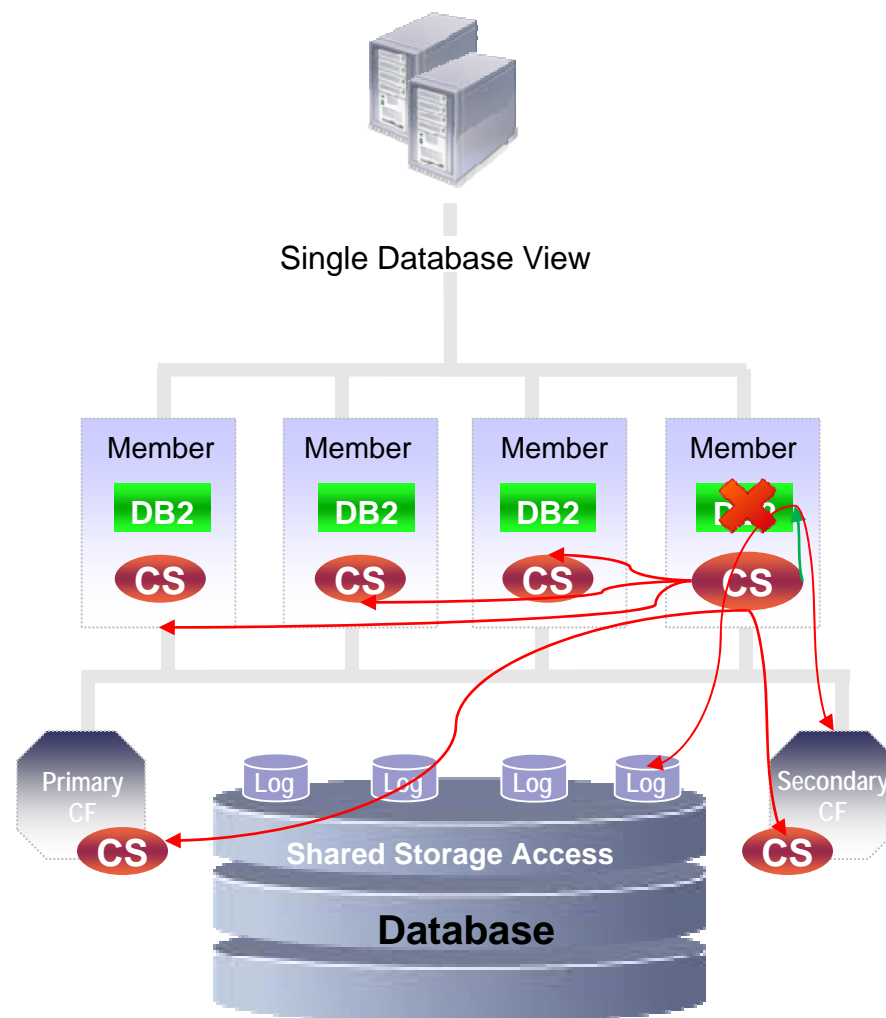 Single Database View
Member
Member
Member
Member
DB2
DB2
DB2
CS
CS
CS
CS
Log
Log
Log
Log
Primary
CF
Secondary
CF
CS
CS
Shared Storage Access
Database